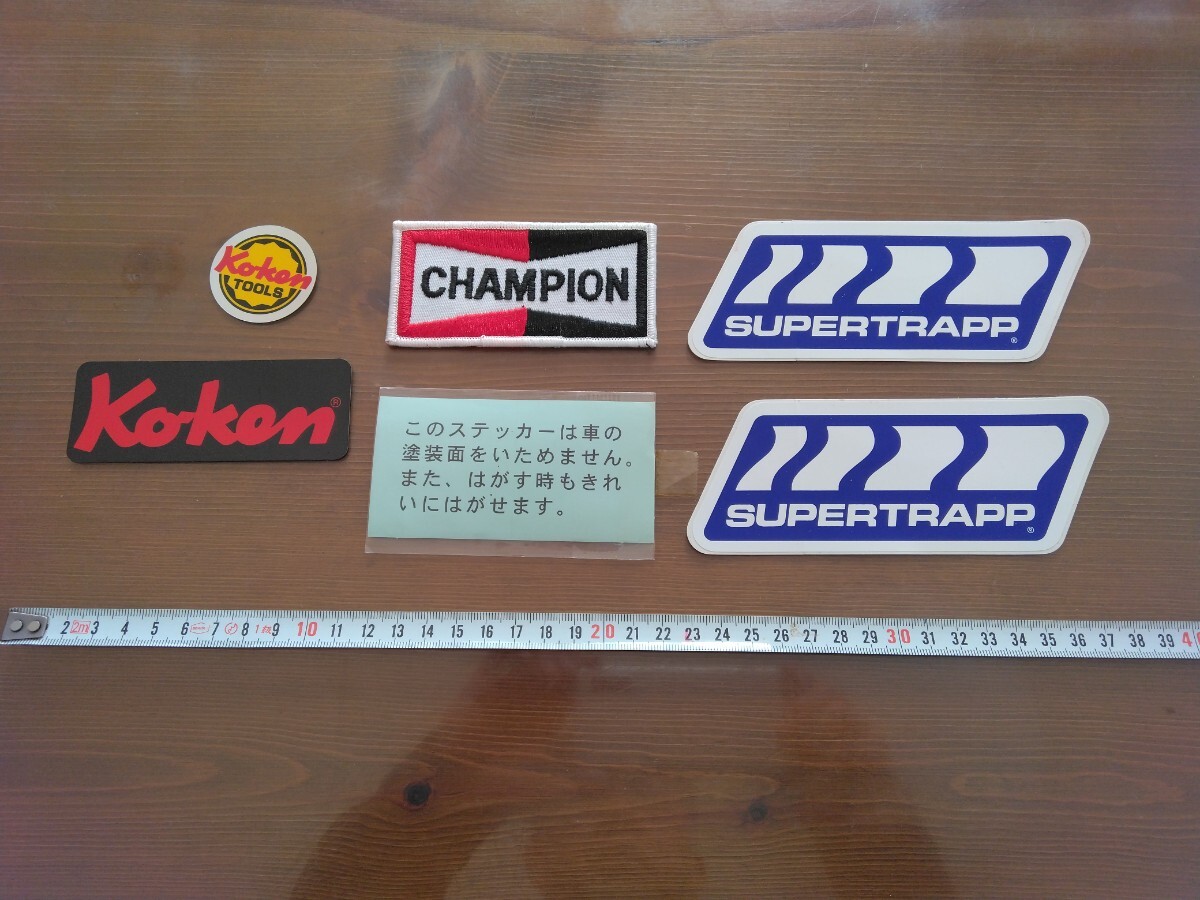 Ko-ken
TOOLS
CHAMPION
SUPERTRAPP®
Ko-ken®
このステッカーは車の
塗装面をいためません。
また、はがす時もきれ
いにはがせます。
SUPERTRAPP®
2 2m 3 4 5 6 7 8 1級 9 10 11 12 13 14 15 16 17 18 19 20 21 22 23 24 25 26 27 28 29 30 31 32 33 34 35 36 37 38 39 4